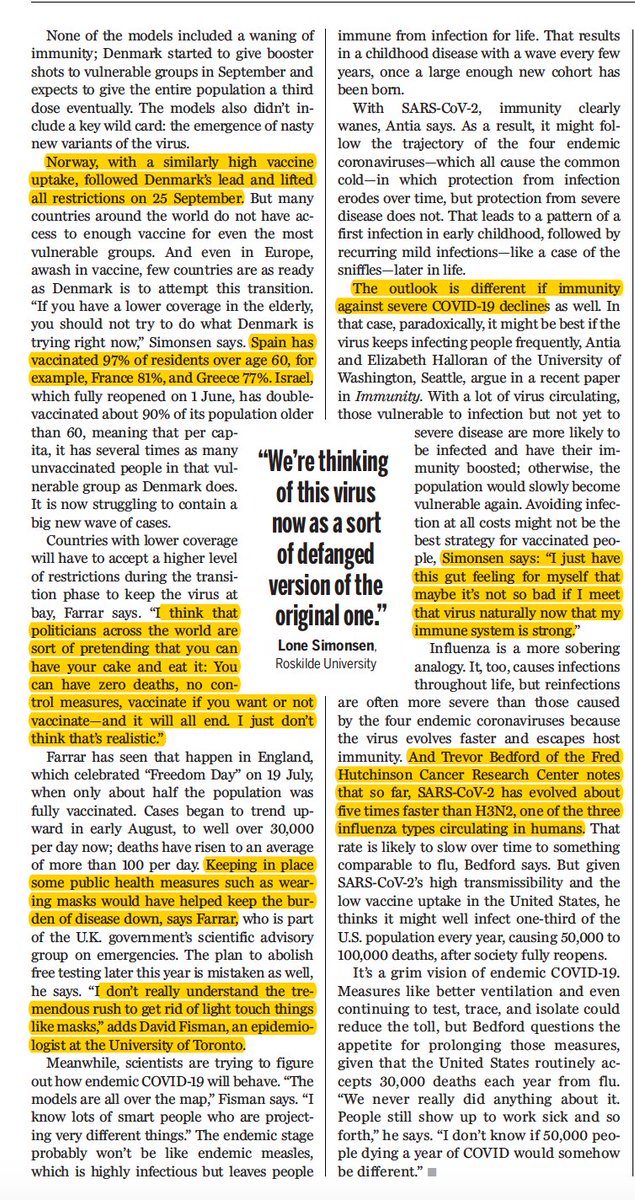 None of the models included a waning of
immunity; Denmark started to give booster
shots to vulnerable groups in September and
expects to give the entire population a third
dose eventually. The models also didn't in-
clude a key wild card: the emergence of nasty
new variants of the virus.
Norway, with a similarly high vaccine
uptake, followed Denmark's lead and lifted
all restrictions on 25 September. But many
countries around the world do not have ac-
cess to enough vaccine for even the most
vulnerable groups. And even in Europe,
awash in vaccine, few countries are as ready
as Denmark is to attempt this transition.
"If you have a lower coverage in the elderly,
you should not try to do what Denmark is
trying right now," Simonsen says. Spain has
vaccinated 97% of residents over age 60, for
example, France 81%, and Greece 77%. Israel,
which fully reopened on 1 June, has double-
vaccinated about 90% of its population older
than 60, meaning that per cap-
ita, it has several times as many
unvaccinated people in that vul-
nerable group as Denmark does.
It is now struggling to contain a
big new wave of cases.
Countries with lower coverage
will have to accept a higher level
of restrictions during the transi-
tion phase to keep the virus at
bay, Farrar says. "I think that
politicians across the world are
sort of pretending that you can
have your cake and eat it: You
can have zero deaths, no con-
trol measures, vaccinate if you want or not
vaccinate—and it will all end. I just don't
think that's realistic."
Farrar has seen that happen in England,
which celebrated "Freedom Day" on 19 July,
when only about half the population was
fully vaccinated. Cases began to trend up-
ward in early August, to well over 30,000
per day now; deaths have risen to an average
of more than 100 per day. Keeping in place
some public health measures such as wear-
ing masks would have helped keep the bur-
den of disease down, says Farrar, who is part
of the U.K. government's scientific advisory
group on emergencies. The plan to abolish
free testing later this year is mistaken as well,
he says. "I don't really understand the tre-
mendous rush to get rid of light touch things
like masks," adds David Fisman, an epidemio-
logist at the University of Toronto.
Meanwhile, scientists are trying to figure
out how endemic COVID-19 will behave. "The
models are all over the map," Fisman says. "I
know lots of smart people who are project-
ing very different things." The endemic stage
probably won't be like endemic measles,
which is highly infectious but leaves people
"We're thinking
of this virus
now as a sort
of defanged
version of the
original one."
Lone Simonsen,
Roskilde University
immune from infection for life. That results
in a childhood disease with a wave every few
years, once a large enough new cohort has
been born.
With SARS-CoV-2, immunity clearly
wanes, Antia says. As a result, it might fol-
low the trajectory of the four endemic
coronaviruses—which all cause the common
cold—in which protection from infection
erodes over time, but protection from severe
disease does not. That leads to a pattern of a
first infection in early childhood, followed by
recurring mild infections—like a case of the
sniffles—later in life.
The outlook is different if immunity
against severe COVID-19 declines as well. In
that case, paradoxically, it might be best if the
virus keeps infecting people frequently, Antia
and Elizabeth Halloran of the University of
Washington, Seattle, argue in a recent paper
in Immunity. With a lot of virus circulating,
those vulnerable to infection but not yet to
severe disease are more likely to
be infected and have their im-
munity boosted; otherwise, the
population would slowly become
vulnerable again. Avoiding infec-
tion at all costs might not be the
best strategy for vaccinated peo-
ple, Simonsen says: "I just have
this gut feeling for myself that
maybe it's not so bad if I meet
that virus naturally now that my
immune system is strong."
Influenza is a more sobering
analogy. It, too, causes infections
throughout life, but reinfections
are often more severe than those caused
by the four endemic coronaviruses because
the virus evolves faster and escapes host
immunity. And Trevor Bedford of the Fred
Hutchinson Cancer Research Center notes
that so far, SARS-CoV-2 has evolved about
five times faster than H3N2, one of the three
influenza types circulating in humans. That
rate is likely to slow over time to something
comparable to flu, Bedford says. But given
SARS-CoV-2's high transmissibility and the
low vaccine uptake in the United States, he
thinks it might well infect one-third of the
U.S. population every year, causing 50,000 to
100,000 deaths, after society fully reopens.
It's a grim vision of endemic COVID-19.
Measures like better ventilation and even
continuing to test, trace, and isolate could
reduce the toll, but Bedford questions the
appetite for prolonging those measures,
given that the United States routinely ac-
cepts 30,000 deaths each year from flu.
"We never really did anything about it.
People still show up to work sick and so
forth," he says. "I don't know if 50,000 peo-
ple dying a year of COVID would somehow
be different." ■